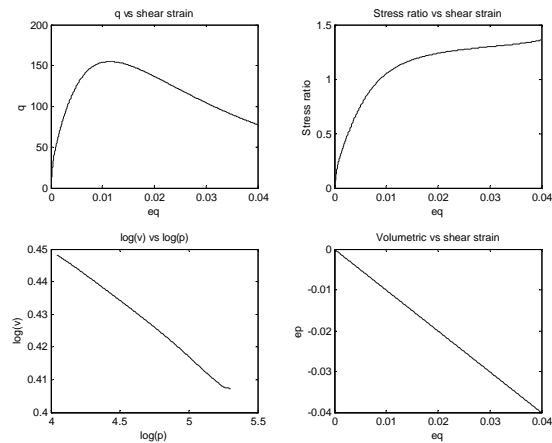 q vs shear strain
200
150
100
50
0
q
0 0.01 0.02 0.03 0.04
eq
Stress ratio vs shear strain
1.5
1
0.5
0
Stress ratio
0 0.01 0.02 0.03 0.04
eq
log(v) vs log(p)
0.45
0.44
0.43
0.42
0.41
0.4
log(v)
4 4.5 5 5.5
log(p)
Volumetric vs shear strain
0
-0.01
-0.02
-0.03
-0.04
ep
0 0.01 0.02 0.03 0.04
eq